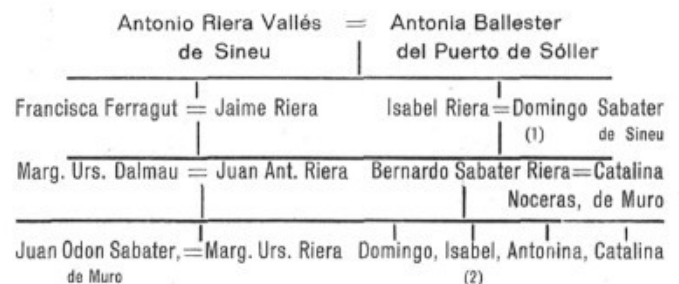 Antonio Riera Vallés = Antonia Ballester
de Sineu del Puerto de Sóller
Francisca Ferragut = Jaime Riera Isabel Riera=Domingo Sabater
(1) de Sineu
Marg. Urs. Dalmau = Juan Ant. Riera Bernardo Sabater Riera=Catalina
Noceras, de Muro
Juan Odon Sabater,=Marg. Urs. Riera Domingo, Isabel, Antonina, Catalina
de Muro (2)